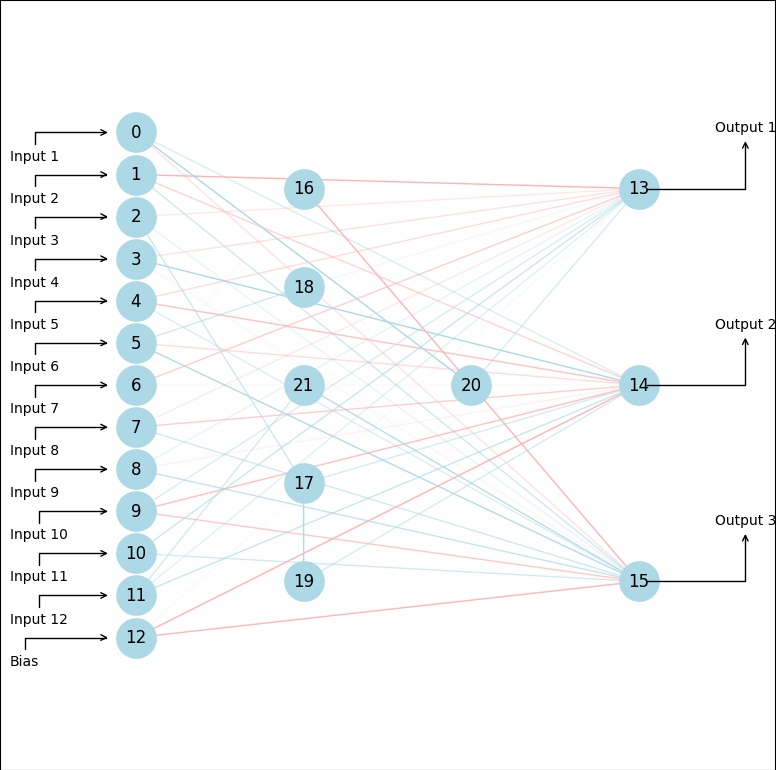 0
Input 1
1
Input 2
2
Input 3
3
Input 4
4
Input 5
5
Input 6
6
Input 7
7
Input 8
8
Input 9
9
Input 10
10
Input 11
11
Input 12
12
Bias
16
18
21
17
19
20
13
Output 1
14
Output 2
15
Output 3